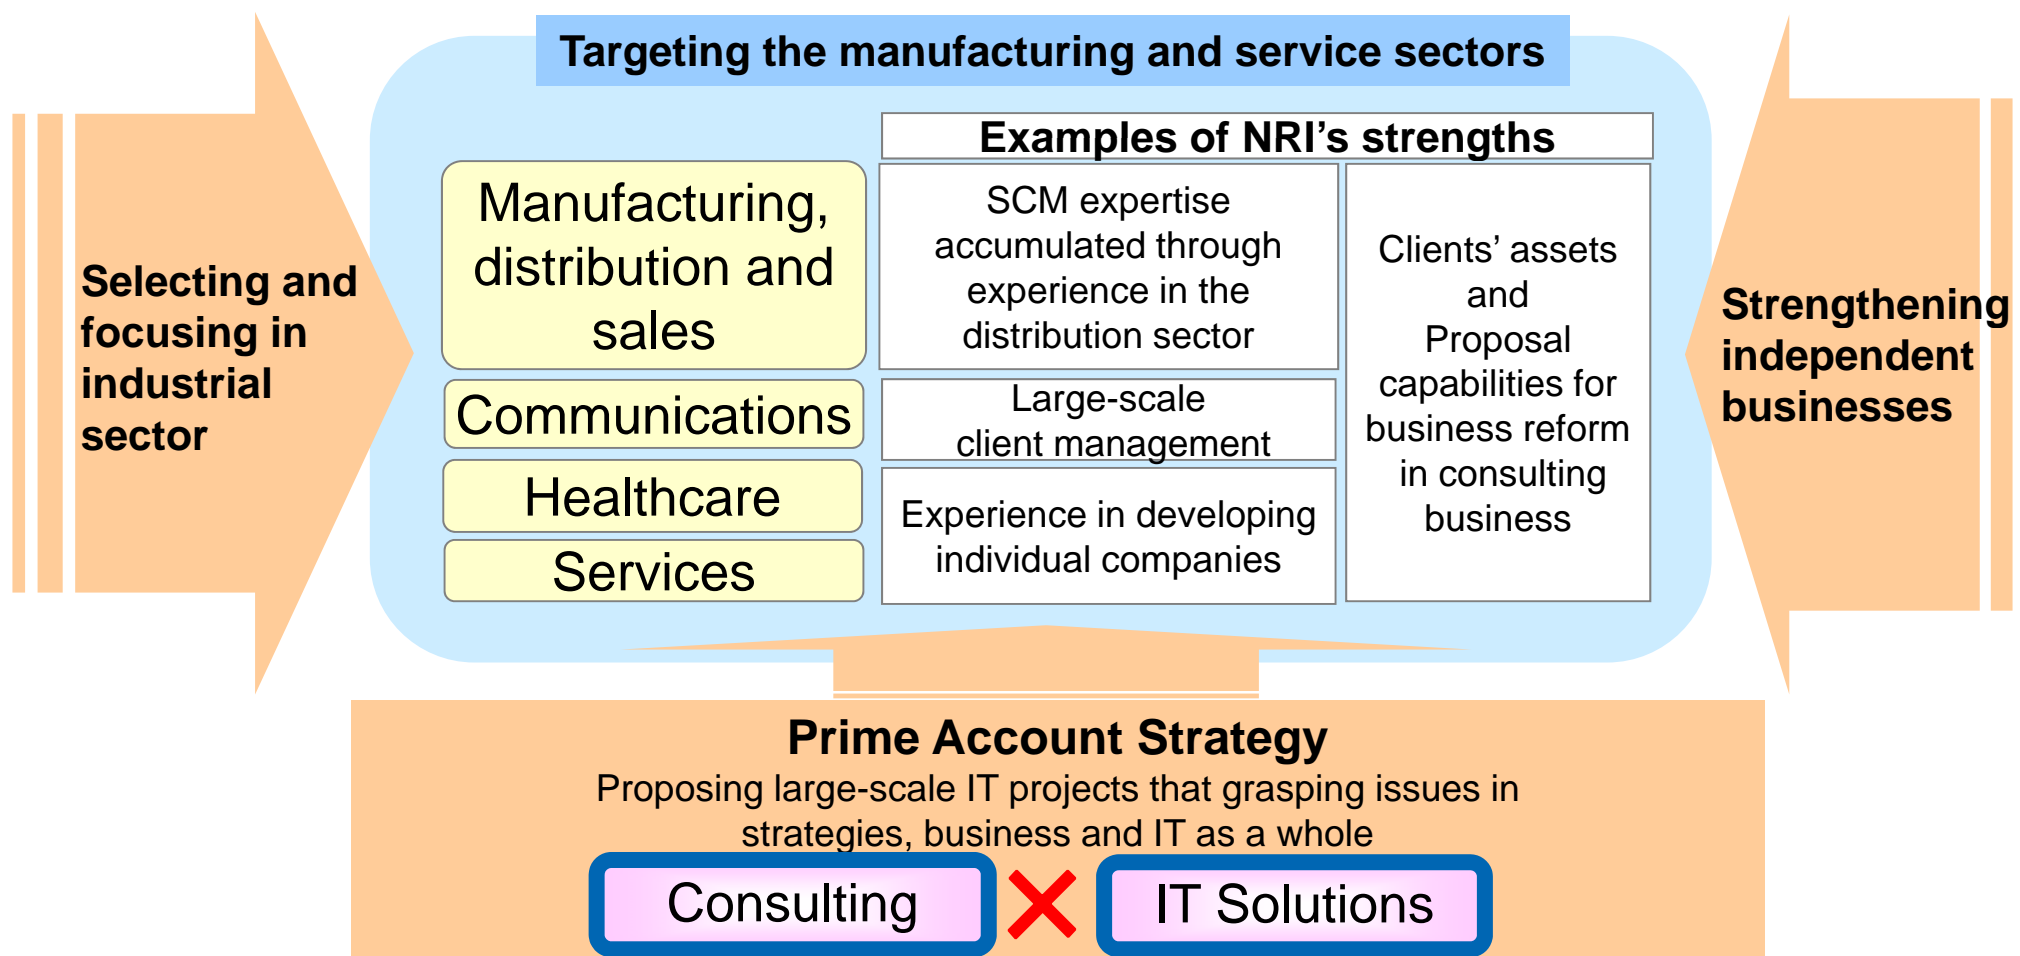 Targeting the manufacturing and service sectors
Selecting and
focusing in
industrial
sector
Examples of NRI’s strengths
Manufacturing,
distribution and
sales
SCM expertise
accumulated through
experience in the
distribution sector
Communications
Large-scale
client management
Healthcare
Services
Experience in developing
individual companies
Clients’ assets
and
Proposal
capabilities for
business reform
in consulting
business
Strengthening
independent
businesses
Prime Account Strategy
Proposing large-scale IT projects that grasping issues in
strategies, business and IT as a whole
Consulting
IT Solutions